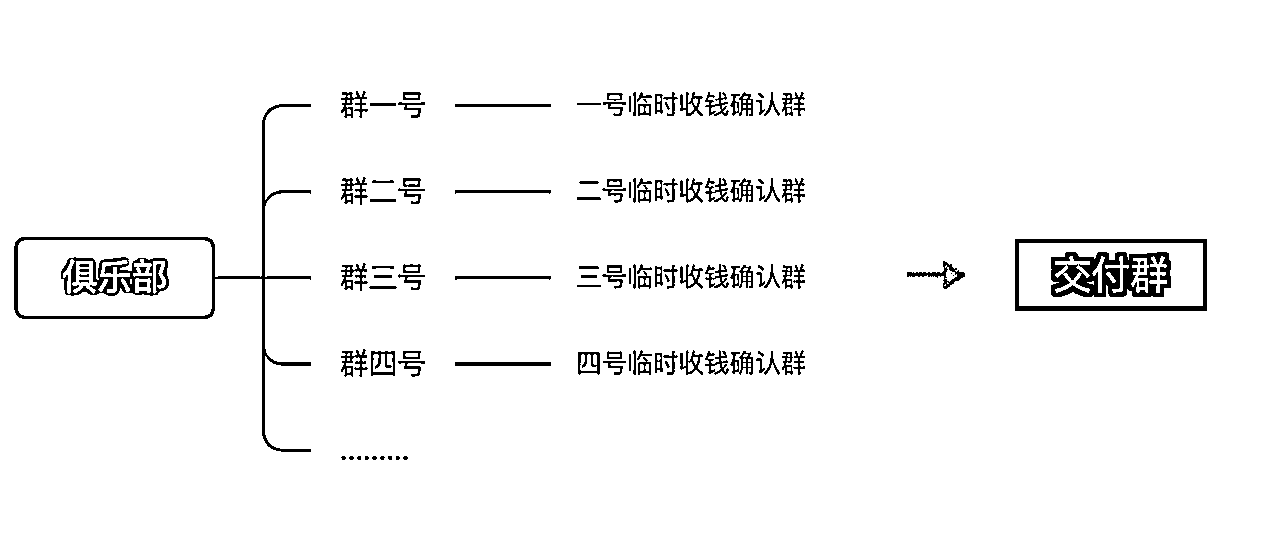 群一号 一号临时收钱确认群
群二号 二号临时收钱确认群
俱乐部
群三号 三号临时收钱确认群
交付群
群四号 四号临时收钱确认群
.........